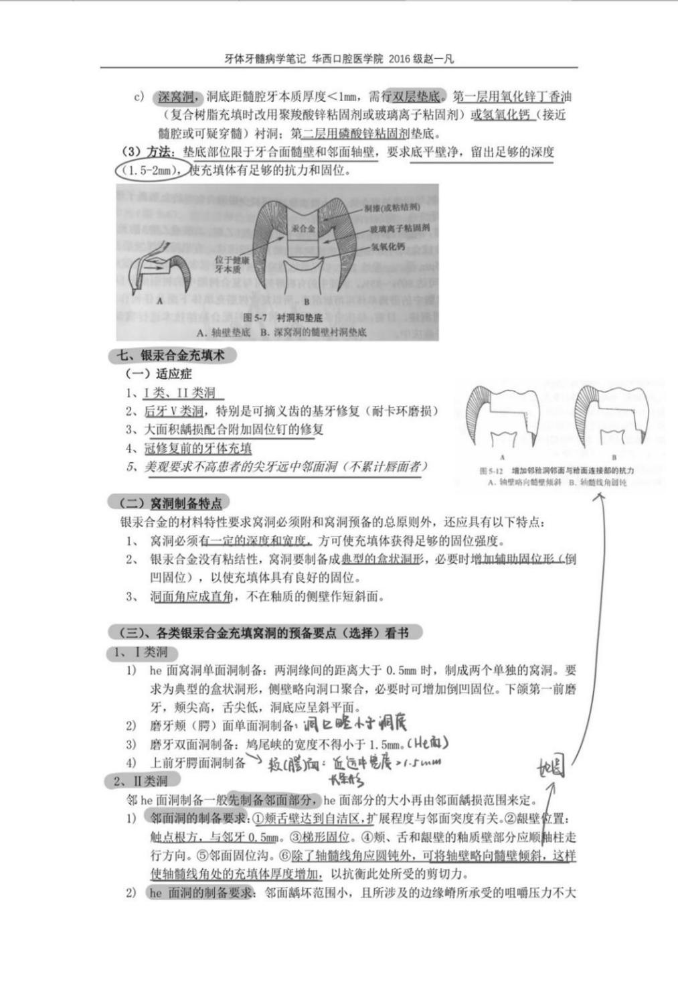 牙体牙髓病学笔记 华西口腔医学院 2016级赵一凡
c) 深窝洞，洞底距髓腔牙本质厚度＜1mm，需行双层垫底。第一层用氧化锌丁香油
（复合树脂充填时改用聚羧酸锌粘固剂或玻璃离子粘固剂）或氢氧化钙（接近
髓腔或可疑穿髓）衬洞；第二层用磷酸锌粘固剂垫底。
（3）方法：垫底部位限于牙合面髓壁和邻面轴壁，要求底平壁净，留出足够的深度
（1.5-2mm），使充填体有足够的抗力和固位。
洞漆(或粘结剂)
汞合金
玻璃离子粘固剂
氢氧化钙
位于健康
牙本质
A
B
图 5-7 衬洞和垫底
A. 轴壁垫底 B. 深窝洞的髓壁衬洞垫底
七、银汞合金充填术
（一）适应症
1、I 类、II 类洞
2、后牙 V 类洞，特别是可摘义齿的基牙修复（耐卡环磨损）
3、大面积龋损配合附加固位钉的修复
4、冠修复前的牙体充填
5、美观要求不高患者的尖牙远中邻面洞（不累计唇面者）
A
B
图 5-12 增加邻𬌗洞邻面与𬌗面连接部的抗力
A. 轴壁略向髓壁倾斜 B. 轴髓线角圆钝
（二）窝洞制备特点
银汞合金的材料特性要求窝洞必须附和窝洞预备的总原则外，还应具有以下特点：
1、 窝洞必须有一定的深度和宽度，方可使充填体获得足够的固位强度。
2、 银汞合金没有粘结性，窝洞要制备成典型的盒状洞形，必要时增加辅助固位形（倒
凹固位），以使充填体具有良好的固位。
3、 洞面角应成直角，不在釉质的侧壁作短斜面。
（三）、各类银汞合金充填窝洞的预备要点（选择）看书
1、Ⅰ类洞
1) he 面窝洞单面洞制备：两洞缘间的距离大于 0.5mm 时，制成两个单独的窝洞。要
求为典型的盒状洞形，侧壁略向洞口聚合，必要时可增加倒凹固位。下颌第一前磨
牙，颊尖高，舌尖低，洞底应呈斜平面。
2) 磨牙颊（腭）面单面洞制备：洞口略小于洞底
3) 磨牙双面洞制备：鸠尾峡的宽度不得小于 1.5mm。(He面)
4) 上前牙腭面洞制备 颊(腭)面：近远中宽度>1.5mm
地图
2、Ⅱ类洞
邻 he 面洞制备一般先制备邻面部分，he 面部分的大小再由邻面龋损范围来定。
1) 邻面洞的制备要求：①颊舌壁达到自洁区，扩展程度与邻面突度有关。②龈壁位置：
触点根方，与邻牙 0.5mm。③梯形固位。④颊、舌和龈壁的釉质壁部分应顺釉柱走
行方向。⑤邻面固位沟。⑥除了轴髓线角应圆钝外，可将轴壁略向髓壁倾斜，这样
使轴髓线角处的充填体厚度增加，以抗衡此处所受的剪切力。
2) he 面洞的制备要求：邻面龋坏范围小，且所涉及的边缘嵴所承受的咀嚼压力不大